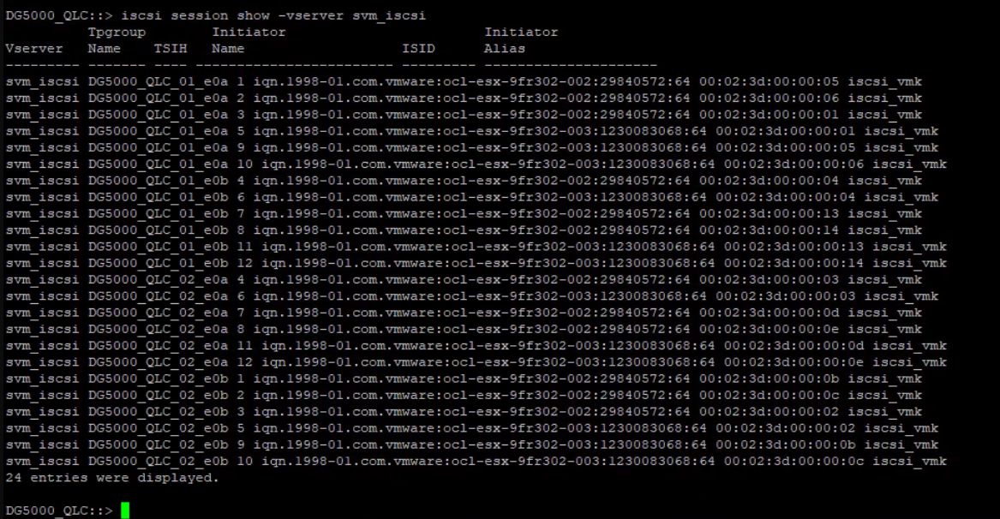 DG5000_QLC::> iscsi session show -vserver svm_iscsi
Tpgroup Initiator Initiator
Vserver Name TSIH Name ISID Alias
--------- ------- ---- ------------------------ --------- ---------------------
svm_iscsi DG5000_QLC_01_e0a 1 iqn.1998-01.com.vmware:ocl-esx-9fr302-002:29840572:64 00:02:3d:00:00:05 iscsi_vmk
svm_iscsi DG5000_QLC_01_e0a 2 iqn.1998-01.com.vmware:ocl-esx-9fr302-002:29840572:64 00:02:3d:00:00:06 iscsi_vmk
svm_iscsi DG5000_QLC_01_e0a 3 iqn.1998-01.com.vmware:ocl-esx-9fr302-002:29840572:64 00:02:3d:00:00:01 iscsi_vmk
svm_iscsi DG5000_QLC_01_e0a 5 iqn.1998-01.com.vmware:ocl-esx-9fr302-003:1230083068:64 00:02:3d:00:00:01 iscsi_vmk
svm_iscsi DG5000_QLC_01_e0a 9 iqn.1998-01.com.vmware:ocl-esx-9fr302-003:1230083068:64 00:02:3d:00:00:05 iscsi_vmk
svm_iscsi DG5000_QLC_01_e0a 10 iqn.1998-01.com.vmware:ocl-esx-9fr302-003:1230083068:64 00:02:3d:00:00:06 iscsi_vmk
svm_iscsi DG5000_QLC_01_e0b 4 iqn.1998-01.com.vmware:ocl-esx-9fr302-002:29840572:64 00:02:3d:00:00:04 iscsi_vmk
svm_iscsi DG5000_QLC_01_e0b 6 iqn.1998-01.com.vmware:ocl-esx-9fr302-003:1230083068:64 00:02:3d:00:00:04 iscsi_vmk
svm_iscsi DG5000_QLC_01_e0b 7 iqn.1998-01.com.vmware:ocl-esx-9fr302-002:29840572:64 00:02:3d:00:00:13 iscsi_vmk
svm_iscsi DG5000_QLC_01_e0b 8 iqn.1998-01.com.vmware:ocl-esx-9fr302-002:29840572:64 00:02:3d:00:00:14 iscsi_vmk
svm_iscsi DG5000_QLC_01_e0b 11 iqn.1998-01.com.vmware:ocl-esx-9fr302-003:1230083068:64 00:02:3d:00:00:13 iscsi_vmk
svm_iscsi DG5000_QLC_01_e0b 12 iqn.1998-01.com.vmware:ocl-esx-9fr302-003:1230083068:64 00:02:3d:00:00:14 iscsi_vmk
svm_iscsi DG5000_QLC_02_e0a 4 iqn.1998-01.com.vmware:ocl-esx-9fr302-002:29840572:64 00:02:3d:00:00:03 iscsi_vmk
svm_iscsi DG5000_QLC_02_e0a 6 iqn.1998-01.com.vmware:ocl-esx-9fr302-003:1230083068:64 00:02:3d:00:00:03 iscsi_vmk
svm_iscsi DG5000_QLC_02_e0a 7 iqn.1998-01.com.vmware:ocl-esx-9fr302-002:29840572:64 00:02:3d:00:00:0d iscsi_vmk
svm_iscsi DG5000_QLC_02_e0a 8 iqn.1998-01.com.vmware:ocl-esx-9fr302-002:29840572:64 00:02:3d:00:00:0e iscsi_vmk
svm_iscsi DG5000_QLC_02_e0a 11 iqn.1998-01.com.vmware:ocl-esx-9fr302-003:1230083068:64 00:02:3d:00:00:0d iscsi_vmk
svm_iscsi DG5000_QLC_02_e0a 12 iqn.1998-01.com.vmware:ocl-esx-9fr302-003:1230083068:64 00:02:3d:00:00:0e iscsi_vmk
svm_iscsi DG5000_QLC_02_e0b 1 iqn.1998-01.com.vmware:ocl-esx-9fr302-002:29840572:64 00:02:3d:00:00:0b iscsi_vmk
svm_iscsi DG5000_QLC_02_e0b 2 iqn.1998-01.com.vmware:ocl-esx-9fr302-002:29840572:64 00:02:3d:00:00:0c iscsi_vmk
svm_iscsi DG5000_QLC_02_e0b 3 iqn.1998-01.com.vmware:ocl-esx-9fr302-002:29840572:64 00:02:3d:00:00:02 iscsi_vmk
svm_iscsi DG5000_QLC_02_e0b 5 iqn.1998-01.com.vmware:ocl-esx-9fr302-003:1230083068:64 00:02:3d:00:00:02 iscsi_vmk
svm_iscsi DG5000_QLC_02_e0b 9 iqn.1998-01.com.vmware:ocl-esx-9fr302-003:1230083068:64 00:02:3d:00:00:0b iscsi_vmk
svm_iscsi DG5000_QLC_02_e0b 10 iqn.1998-01.com.vmware:ocl-esx-9fr302-003:1230083068:64 00:02:3d:00:00:0c iscsi_vmk
24 entries were displayed.
DG5000_QLC::>